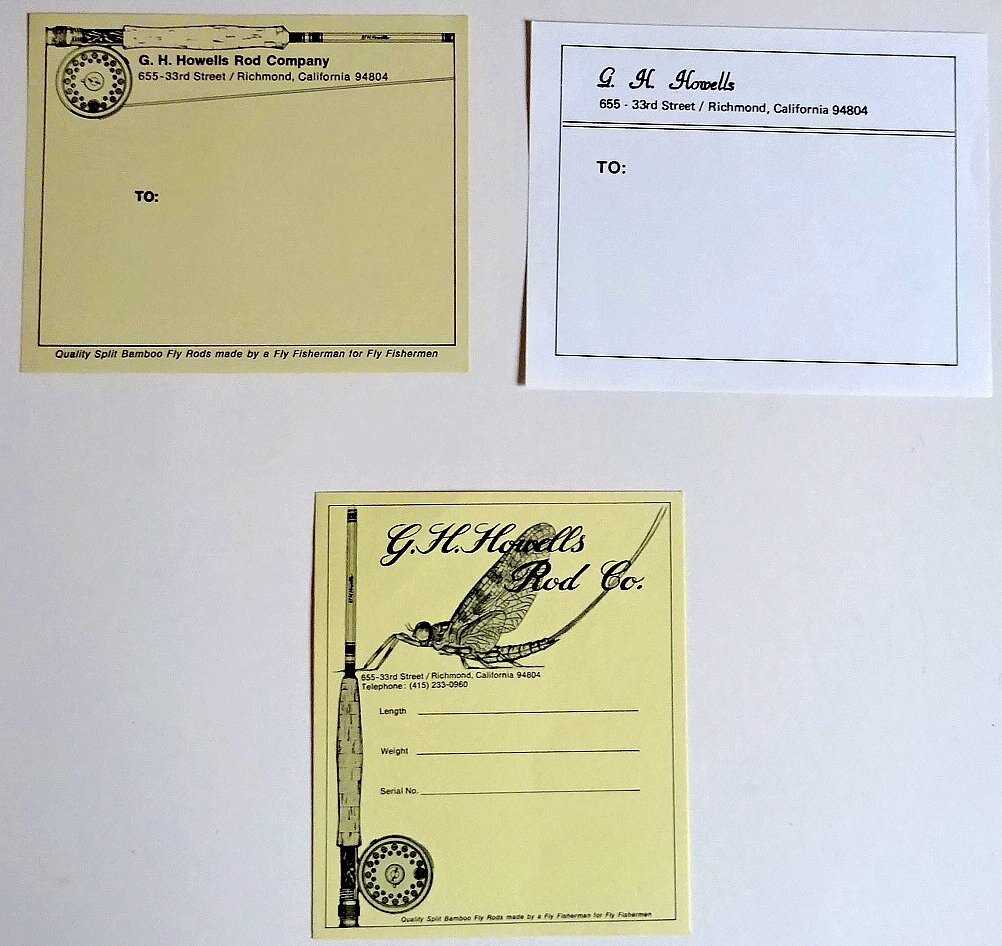 G. H. Howells Rod Company
655-33rd Street / Richmond, California 94804
TO:
Quality Split Bamboo Fly Rods made by a Fly Fisherman for Fly Fishermen
G. H. Howells
655 - 33rd Street / Richmond, California 94804
TO:
G.H.Howells
Rod Co.
655-33rd Street / Richmond, California 94804
Telephone: (415) 233-0960
Length
Weight
Serial No.
Quality Split Bamboo Fly Rods made by a Fly Fisherman for Fly Fishermen